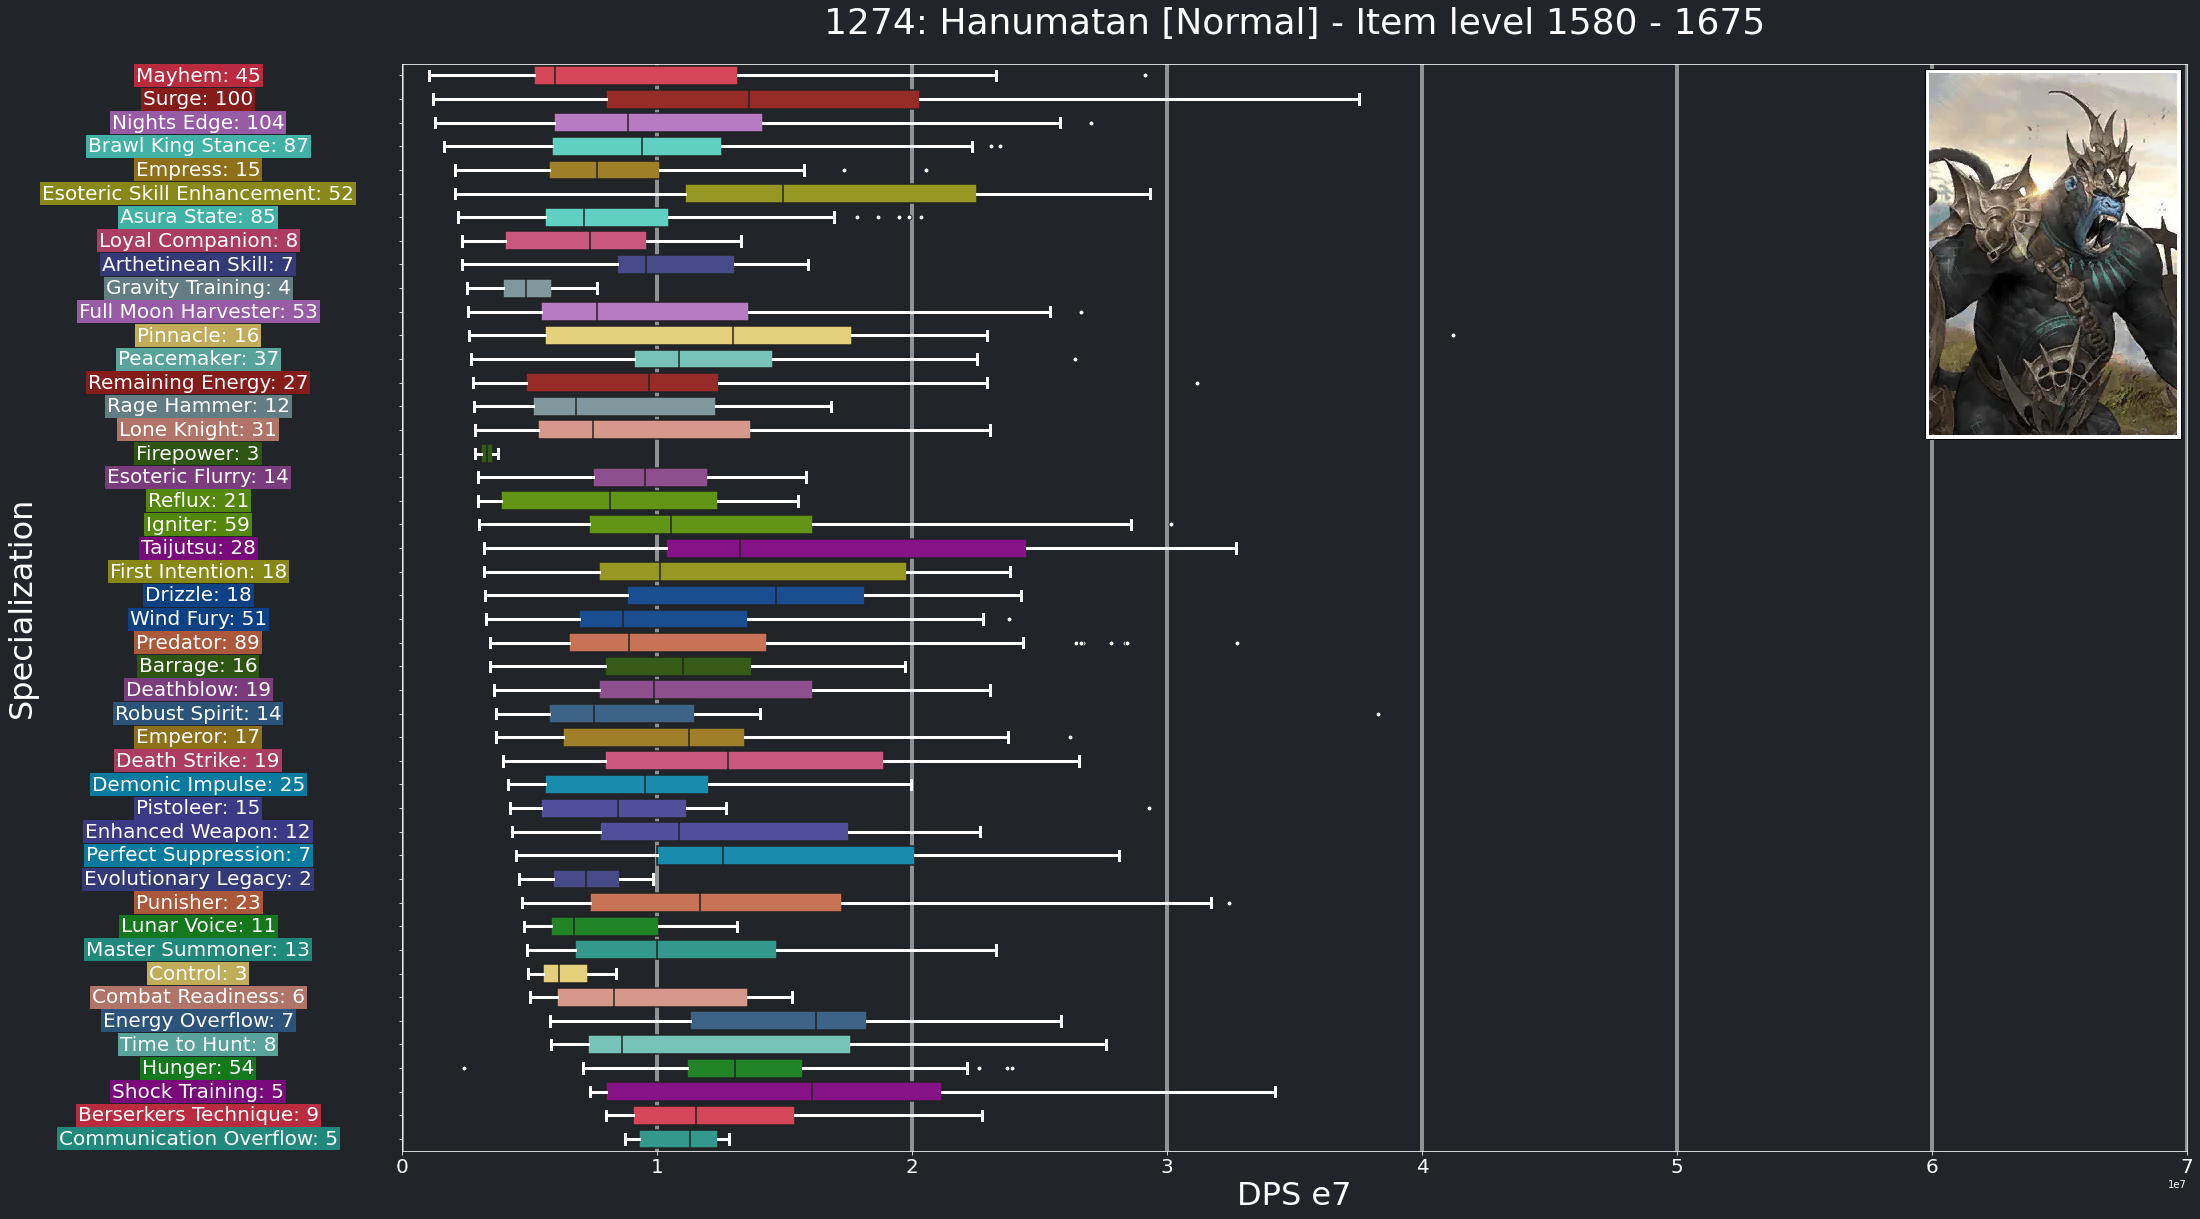 1274: Hanumatan [Normal] - Item level 1580 - 1675
Mayhem: 45
Surge: 100
Nights Edge: 104
Brawl King Stance: 87
Empress: 15
Esoteric Skill Enhancement: 52
Asura State: 85
Loyal Companion: 8
Arthetinean Skill: 7
Gravity Training: 4
Full Moon Harvester: 53
Pinnacle: 16
Peacemaker: 37
Remaining Energy: 27
Rage Hammer: 12
Lone Knight: 31
Firepower: 3
Esoteric Flurry: 14
Reflux: 21
Igniter: 59
Taijutsu: 28
First Intention: 18
Drizzle: 18
Wind Fury: 51
Predator: 89
Barrage: 16
Deathblow: 19
Robust Spirit: 14
Emperor: 17
Death Strike: 19
Demonic Impulse: 25
Pistoleer: 15
Enhanced Weapon: 12
Perfect Suppression: 7
Evolutionary Legacy: 2
Punisher: 23
Lunar Voice: 11
Master Summoner: 13
Control: 3
Combat Readiness: 6
Energy Overflow: 7
Time to Hunt: 8
Hunger: 54
Shock Training: 5
Berserkers Technique: 9
Communication Overflow: 5
Specialization
0 1 2 3 4 5 6 7
1e7
DPS e7